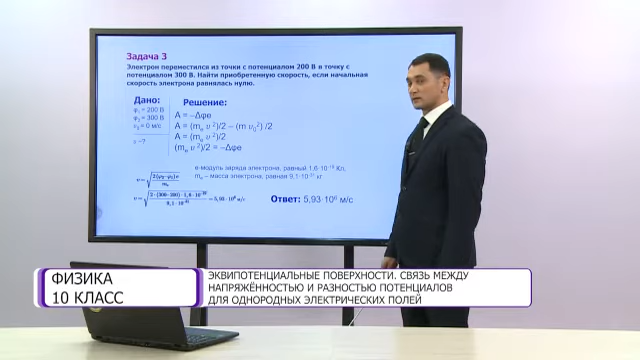 Задача 3
Электрон переместился из точки с потенциалом 200 В в точку с
потенциалом 300 В. Найти приобретенную скорость, если начальная
скорость электрона равнялась нулю.
Дано:
φ₁ = 200 В
φ₂ = 300 В
υ₀ = 0 м/с
Решение:
A = –Δφe
A = (mₑ υ²)/2 – (m υ₀²) /2
A = (mₑ υ²)/2
(mₑ υ²)/2 = –Δφe
e-модуль заряда электрона, равный 1,6·10⁻¹⁹ Кл,
mₑ – масса электрона, равная 9,1·10⁻³¹ кг
Ответ: 5,93·10⁶ м/с
ФИЗИКА
10 КЛАСС
ЭКВИПОТЕНЦИАЛЬНЫЕ ПОВЕРХНОСТИ. СВЯЗЬ МЕЖДУ
НАПРЯЖЁННОСТЬЮ И РАЗНОСТЬЮ ПОТЕНЦИАЛОВ
ДЛЯ ОДНОРОДНЫХ ЭЛЕКТРИЧЕСКИХ ПОЛЕЙ